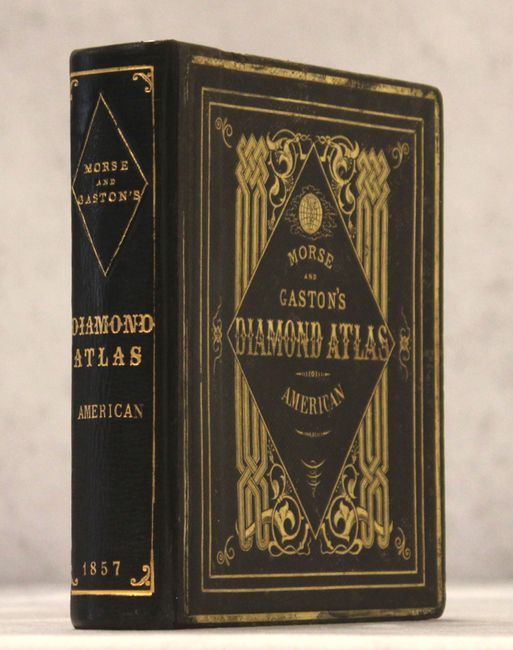 MORSE
AND
GASTON'S
DIAMOND
ATLAS
AMERICAN
1857
MORSE
AND
GASTON'S
DIAMOND ATLAS
AMERICAN